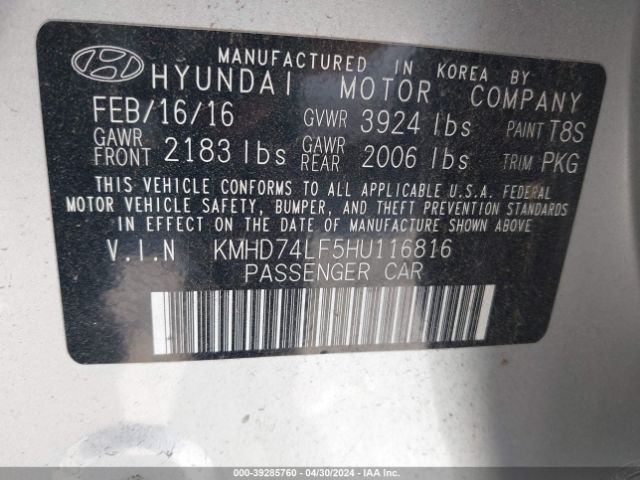 MANUFACTURED IN KOREA BY
HYUNDAI MOTOR COMPANY
FEB/16/16 GVWR 3924 lbs PAINT T8S
GAWR FRONT 2183 lbs GAWR REAR 2006 lbs TRIM PKG
THIS VEHICLE CONFORMS TO ALL APPLICABLE U.S.A. FEDERAL
MOTOR VEHICLE SAFETY, BUMPER, AND THEFT PREVENTION STANDARDS
IN EFFECT ON THE DATE OF MANUFACTURE SHOWN ABOVE
V.I.N KMHD74LF5HU116816
PASSENGER CAR
000-39285760 - 04/30/2024 - IAA Inc.